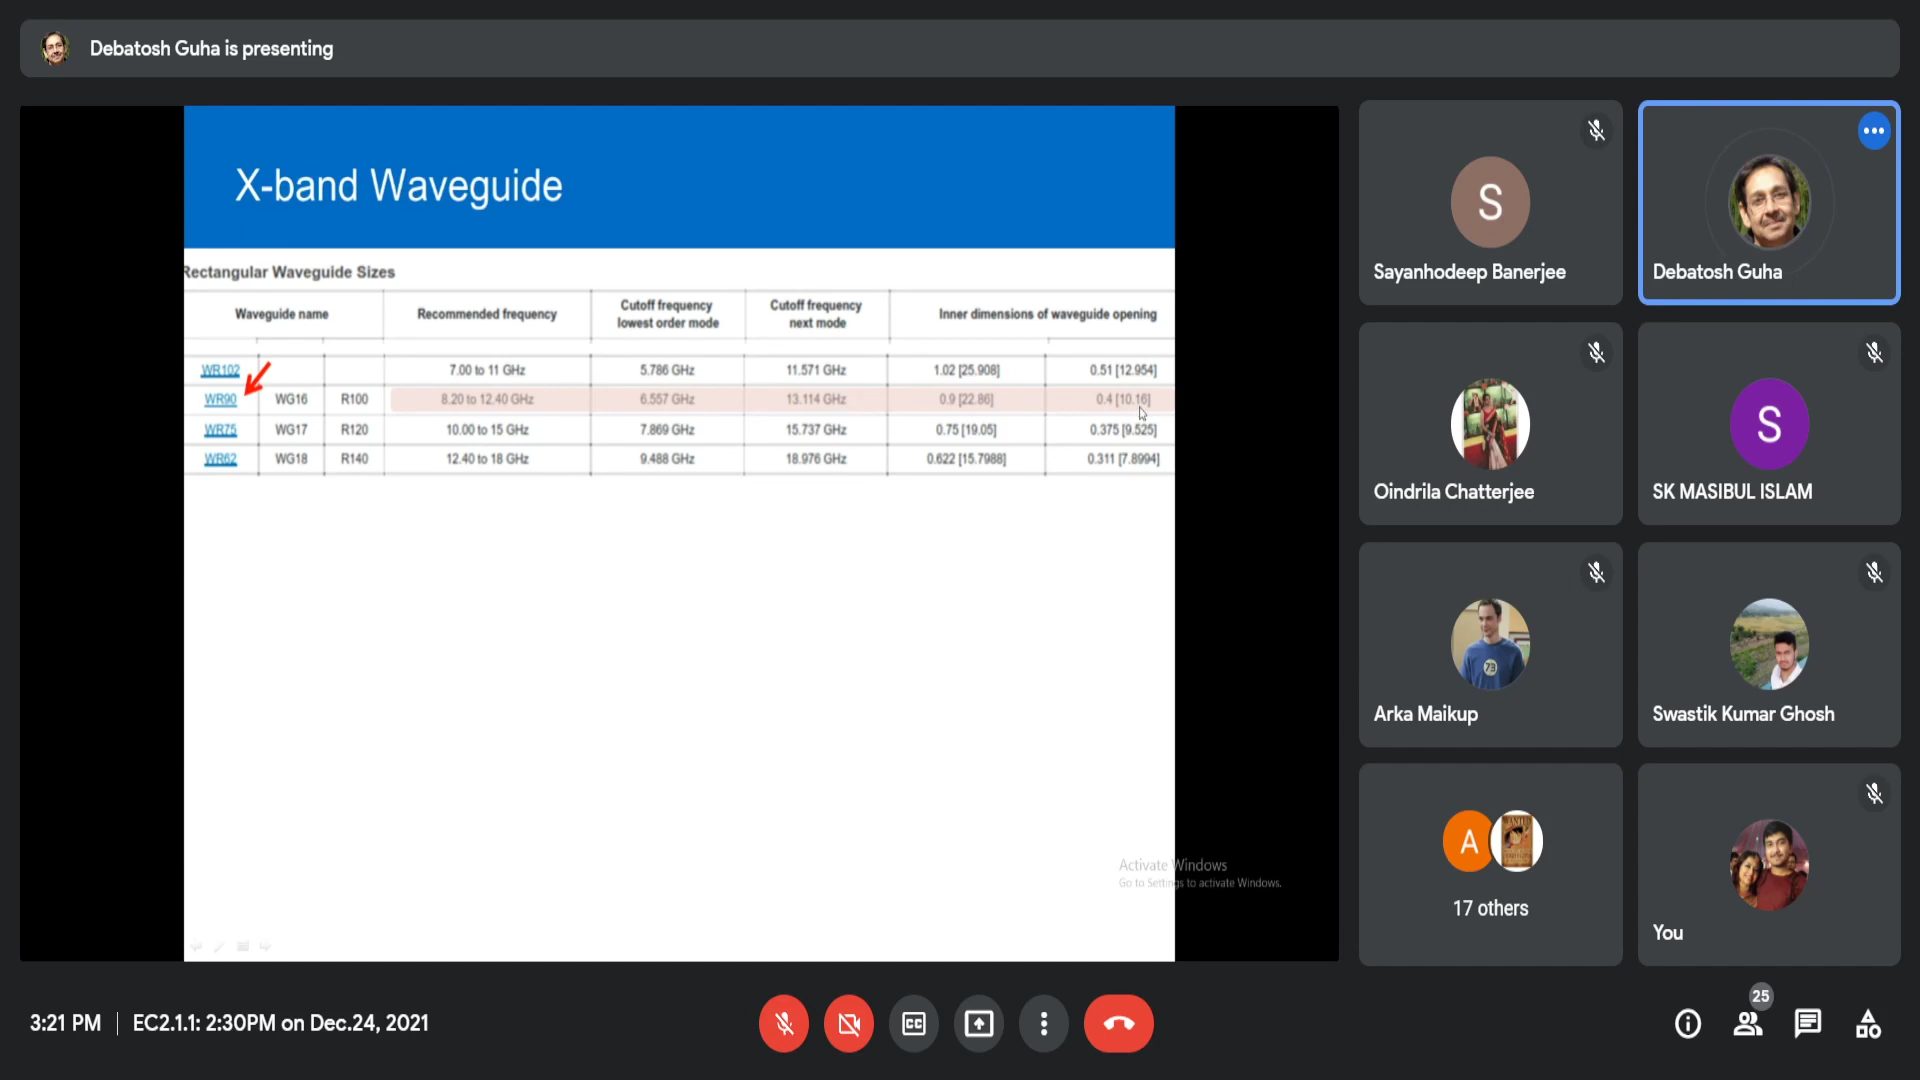 Debatosh Guha is presenting
X-band Waveguide
Rectangular Waveguide Sizes
Waveguide name Recommended frequency Cutoff frequency lowest order mode Cutoff frequency next mode Inner dimensions of waveguide opening
WR102 7.00 to 11 GHz 5.786 GHz 11.571 GHz 1.02 [25.908] 0.51 [12.954]
WR90 WG16 R100 8.20 to 12.40 GHz 6.557 GHz 13.114 GHz 0.9 [22.86] 0.4 [10.16]
WR75 WG17 R120 10.00 to 15 GHz 7.869 GHz 15.737 GHz 0.75 [19.05] 0.375 [9.525]
WR62 WG18 R140 12.40 to 18 GHz 9.488 GHz 18.976 GHz 0.622 [15.7988] 0.311 [7.8994]
Activate Windows
Go to Settings to activate Windows.
S
Sayanhodeep Banerjee
Debatosh Guha
Oindrila Chatterjee
S
SK MASIBUL ISLAM
73
Arka Maikup
Swastik Kumar Ghosh
A
17 others
You
3:21 PM | EC2.1.1: 2:30PM on Dec.24, 2021
CC
25